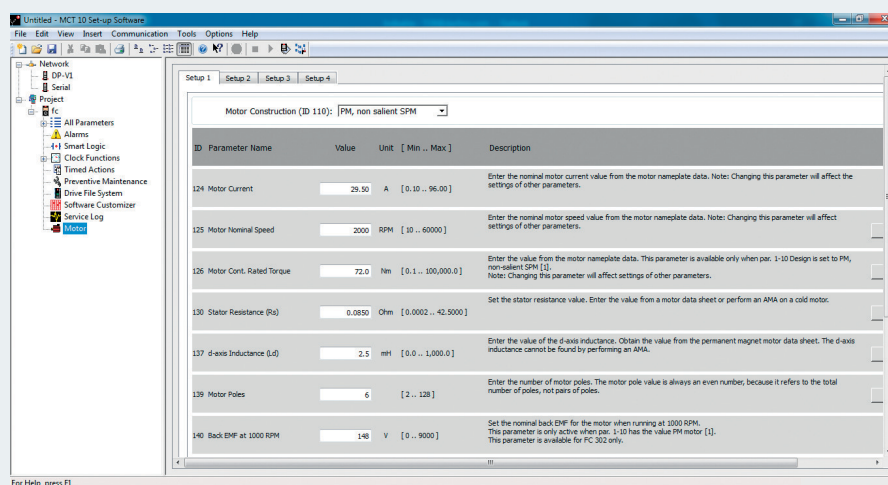 Untitled - MCT 10 Set-up Software
File Edit View Insert Communication Tools Options Help
Network
DP-V1
Serial
Project
fc
All Parameters
Alarms
Smart Logic
Clock Functions
Timed Actions
Preventive Maintenance
Drive File System
Software Customizer
Service Log
Motor
Setup 1 Setup 2 Setup 3 Setup 4
Motor Construction (ID 110): PM, non salient SPM
ID Parameter Name Value Unit [ Min .. Max ] Description
124 Motor Current 29.50 A [ 0.10 .. 96.00 ]
Enter the nominal motor current value from the motor nameplate data. Note: Changing this parameter will affect the
settings of other parameters.
125 Motor Nominal Speed 2000 RPM [ 10 .. 60000 ]
Enter the nominal motor speed value from the motor nameplate data. Note: Changing this parameter will affect
settings of other parameters.
126 Motor Cont. Rated Torque 72.0 Nm [ 0.1 .. 100,000.0 ]
Enter the value from the motor nameplate data. This parameter is available only when par. 1-10 Design is set to PM,
non-salient SPM [1].
Note: Changing this parameter will affect settings of other parameters.
130 Stator Resistance (Rs) 0.0850 Ohm [ 0.0002 .. 42.5000 ]
Set the stator resistance value. Enter the value from a motor data sheet or perform an AMA on a cold motor.
137 d-axis Inductance (Ld) 2.5 mH [ 0.0 .. 1,000.0 ]
Enter the value of the d-axis inductance. Obtain the value from the permanent magnet motor data sheet. The d-axis
inductance cannot be found by performing an AMA.
139 Motor Poles 6 [ 2 .. 128 ]
Enter the number of motor poles. The motor pole value is always an even number, because it refers to the total
number of poles, not pairs of poles.
140 Back EMF at 1000 RPM 148 V [ 0 .. 9000 ]
Set the nominal back EMF for the motor when running at 1000 RPM.
This parameter is only active when par. 1-10 has the value PM motor [1].
This parameter is available for FC 302 only.
For Help, press F1